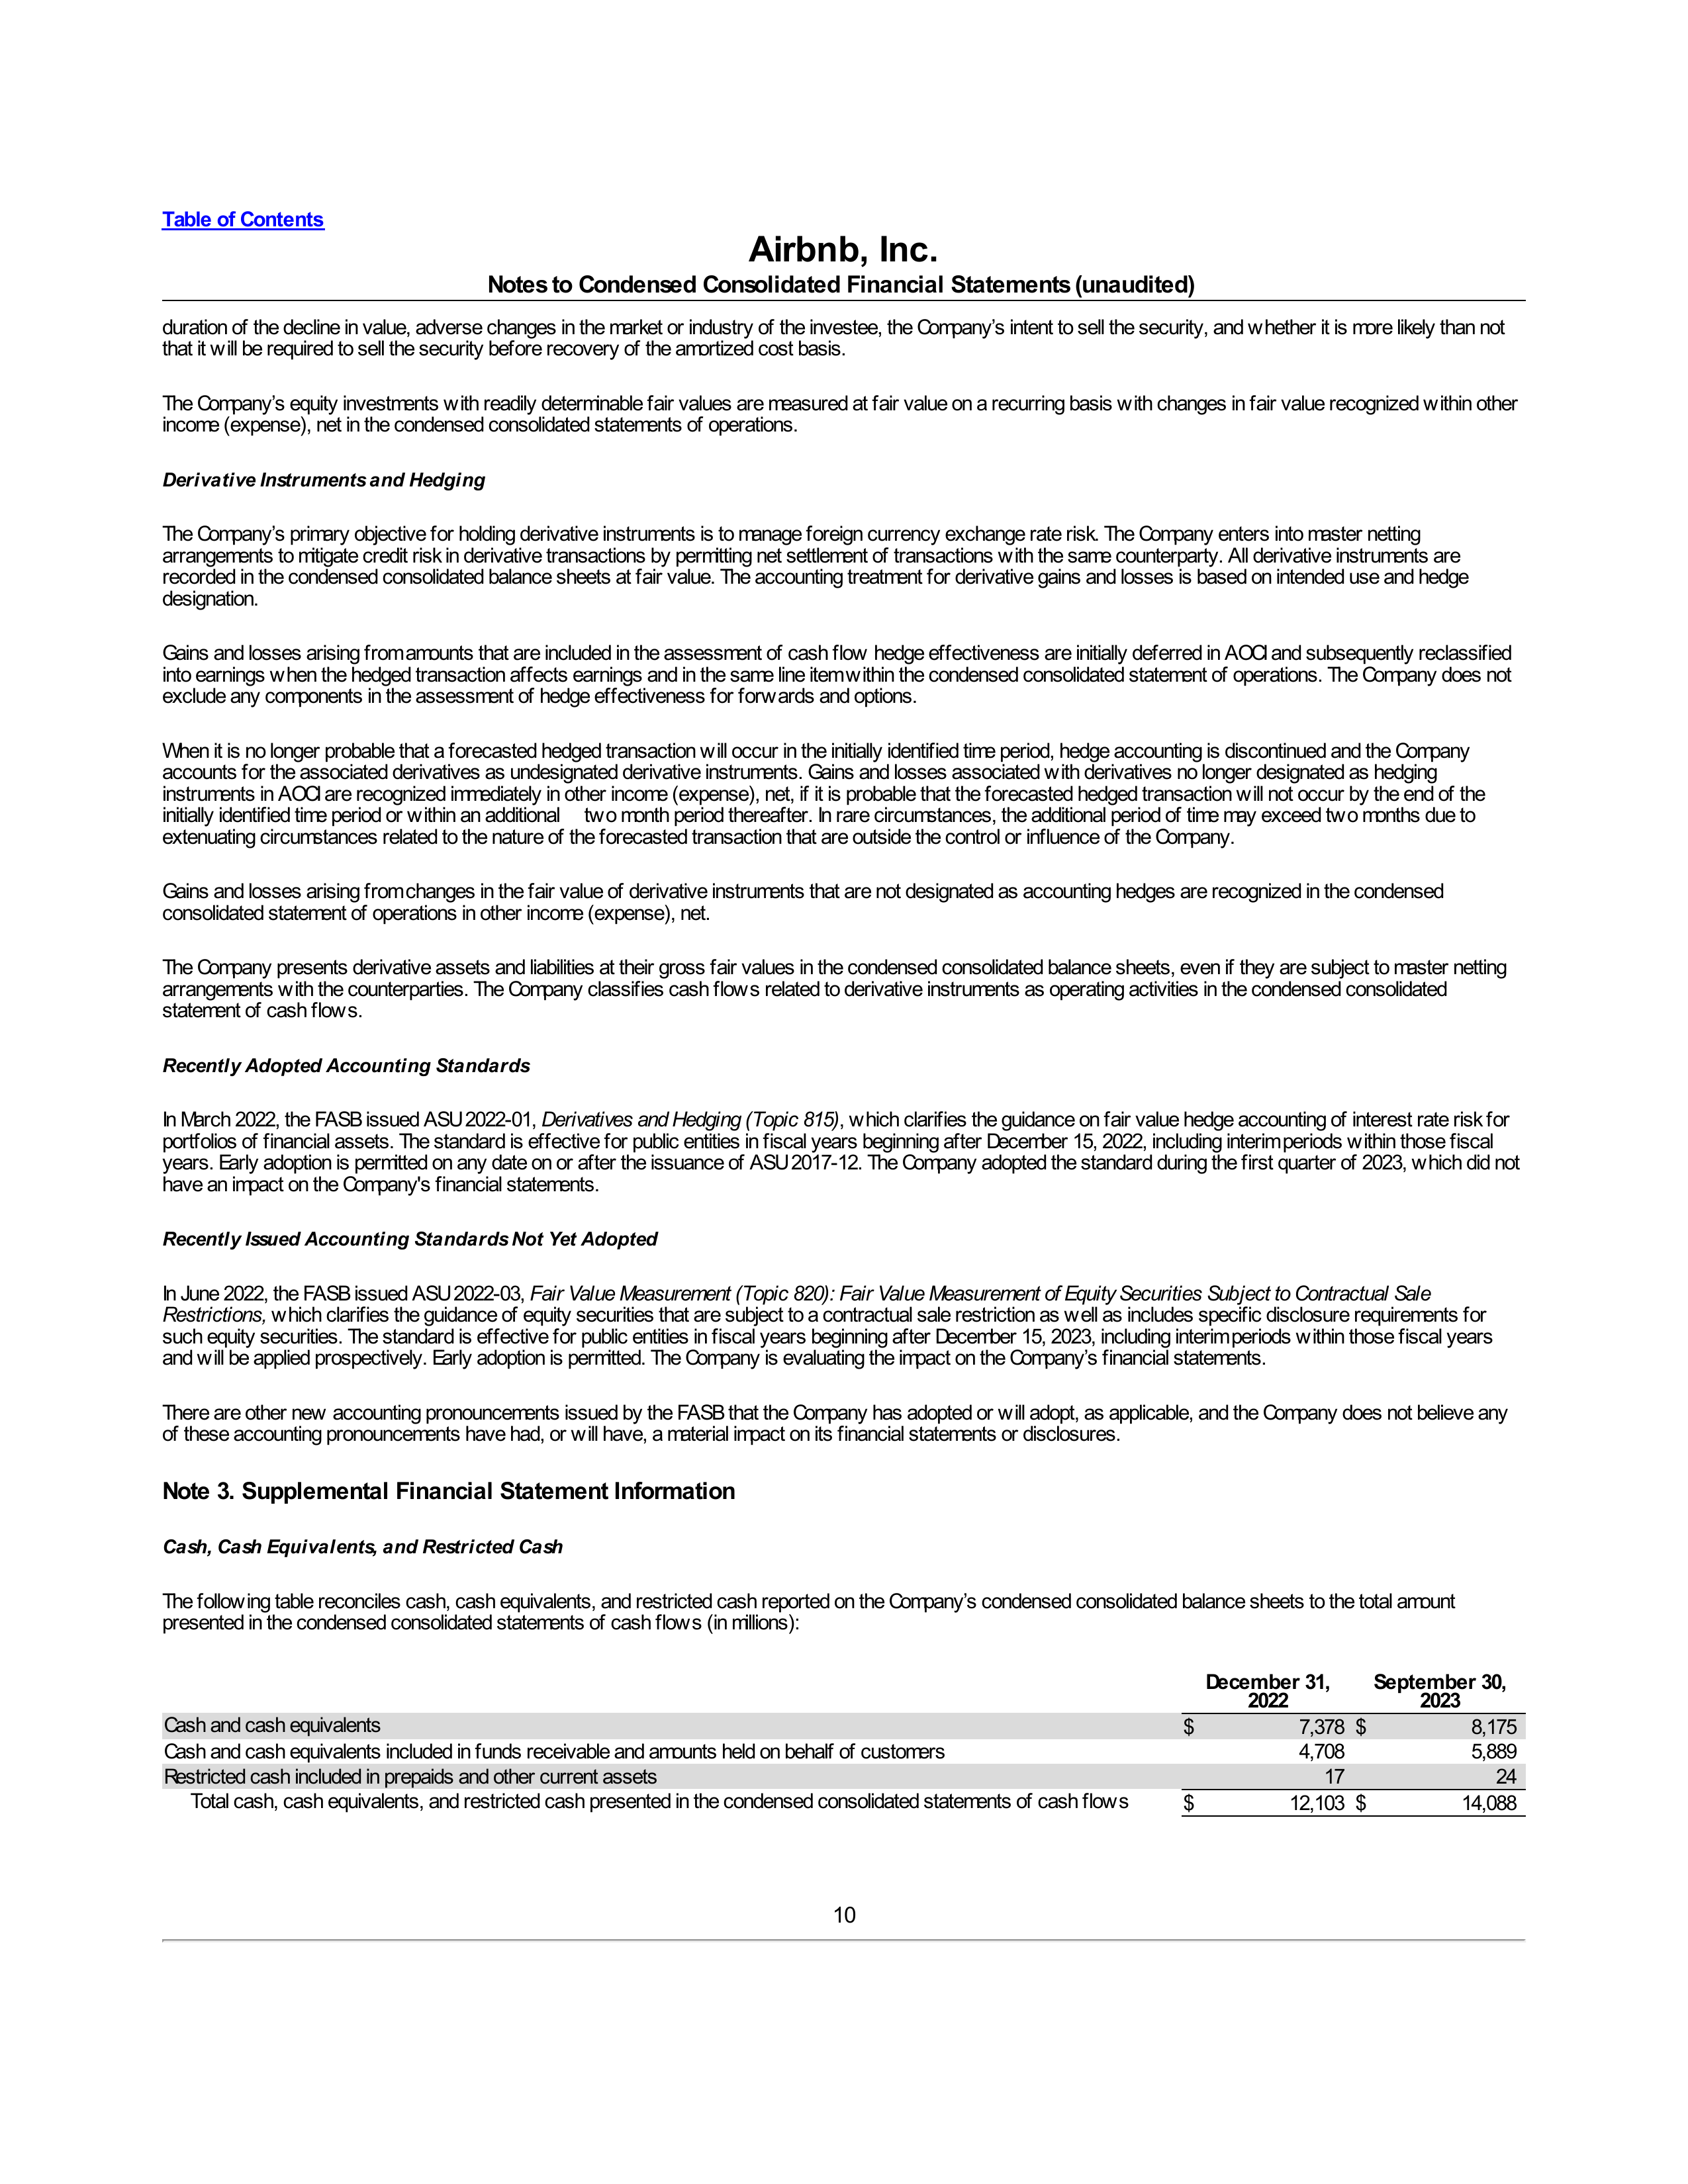 Table of Contents
Airbnb, Inc.
Notes to Condensed Consolidated Financial Statements (unaudited)
duration of the decline in value, adverse changes in the market or industry of the investee, the Company’s intent to sell the security, and whether it is more likely than not
that it will be required to sell the security before recovery of the amortized cost basis.
The Company’s equity investments with readily determinable fair values are measured at fair value on a recurring basis with changes in fair value recognized within other
income (expense), net in the condensed consolidated statements of operations.
Derivative Instruments and Hedging
The Company’s primary objective for holding derivative instruments is to manage foreign currency exchange rate risk. The Company enters into master netting
arrangements to mitigate credit risk in derivative transactions by permitting net settlement of transactions with the same counterparty. All derivative instruments are
recorded in the condensed consolidated balance sheets at fair value. The accounting treatment for derivative gains and losses is based on intended use and hedge
designation.
Gains and losses arising from amounts that are included in the assessment of cash flow hedge effectiveness are initially deferred in AOCI and subsequently reclassified
into earnings when the hedged transaction affects earnings and in the same line item within the condensed consolidated statement of operations. The Company does not
exclude any components in the assessment of hedge effectiveness for forwards and options.
When it is no longer probable that a forecasted hedged transaction will occur in the initially identified time period, hedge accounting is discontinued and the Company
accounts for the associated derivatives as undesignated derivative instruments. Gains and losses associated with derivatives no longer designated as hedging
instruments in AOCI are recognized immediately in other income (expense), net, if it is probable that the forecasted hedged transaction will not occur by the end of the
initially identified time period or within an additional two month period thereafter. In rare circumstances, the additional period of time may exceed two months due to
extenuating circumstances related to the nature of the forecasted transaction that are outside the control or influence of the Company.
Gains and losses arising from changes in the fair value of derivative instruments that are not designated as accounting hedges are recognized in the condensed
consolidated statement of operations in other income (expense), net.
The Company presents derivative assets and liabilities at their gross fair values in the condensed consolidated balance sheets, even if they are subject to master netting
arrangements with the counterparties. The Company classifies cash flows related to derivative instruments as operating activities in the condensed consolidated
statement of cash flows.
Recently Adopted Accounting Standards
In March 2022, the FASB issued ASU 2022-01, Derivatives and Hedging (Topic 815), which clarifies the guidance on fair value hedge accounting of interest rate risk for
portfolios of financial assets. The standard is effective for public entities in fiscal years beginning after December 15, 2022, including interim periods within those fiscal
years. Early adoption is permitted on any date on or after the issuance of ASU 2017-12. The Company adopted the standard during the first quarter of 2023, which did not
have an impact on the Company's financial statements.
Recently Issued Accounting Standards Not Yet Adopted
In June 2022, the FASB issued ASU 2022-03, Fair Value Measurement (Topic 820): Fair Value Measurement of Equity Securities Subject to Contractual Sale
Restrictions, which clarifies the guidance of equity securities that are subject to a contractual sale restriction as well as includes specific disclosure requirements for
such equity securities. The standard is effective for public entities in fiscal years beginning after December 15, 2023, including interim periods within those fiscal years
and will be applied prospectively. Early adoption is permitted. The Company is evaluating the impact on the Company’s financial statements.
There are other new accounting pronouncements issued by the FASB that the Company has adopted or will adopt, as applicable, and the Company does not believe any
of these accounting pronouncements have had, or will have, a material impact on its financial statements or disclosures.
Note 3. Supplemental Financial Statement Information
Cash, Cash Equivalents, and Restricted Cash
The following table reconciles cash, cash equivalents, and restricted cash reported on the Company’s condensed consolidated balance sheets to the total amount
presented in the condensed consolidated statements of cash flows (in millions):
December 31, September 30,
2022 2023
Cash and cash equivalents $ 7,378 $ 8,175
Cash and cash equivalents included in funds receivable and amounts held on behalf of customers 4,708 5,889
Restricted cash included in prepaids and other current assets 17 24
Total cash, cash equivalents, and restricted cash presented in the condensed consolidated statements of cash flows $ 12,103 $ 14,088
10